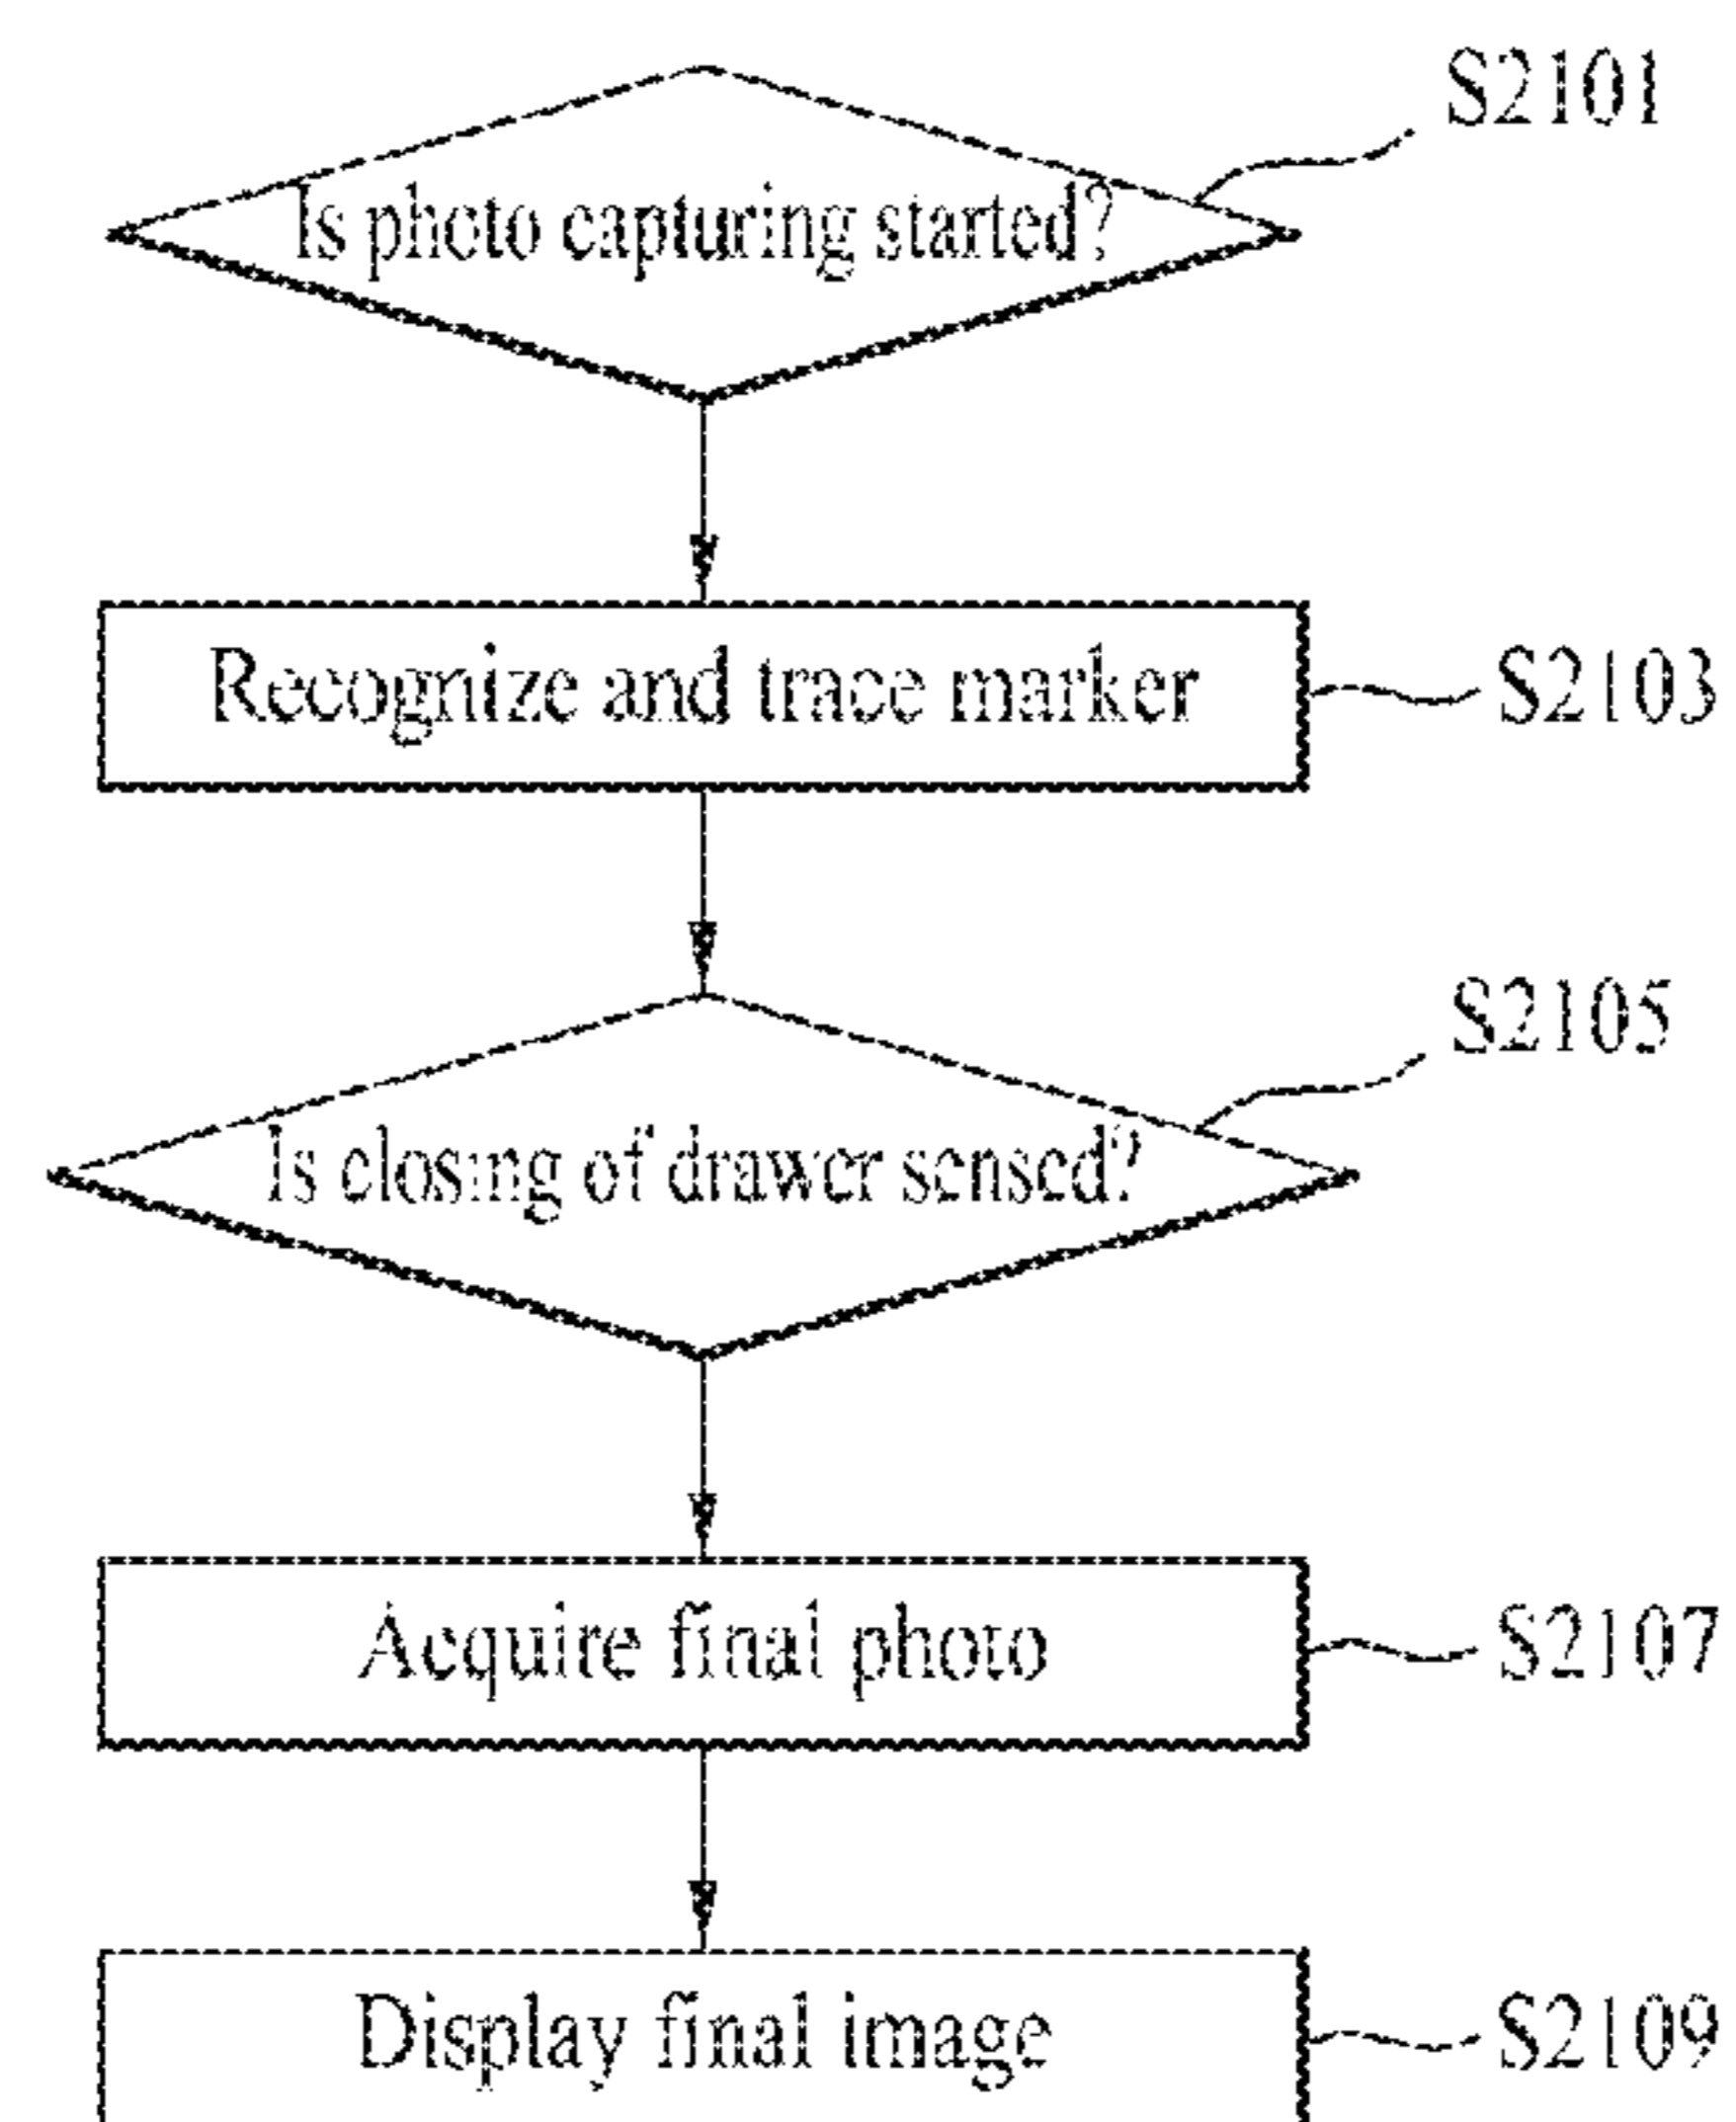 S2101
Is photo capturing started?
Recognize and trace marker
S2103
S2105
Is closing of drawer sensed?
Acquire final photo
S2107
Display final image
S2109